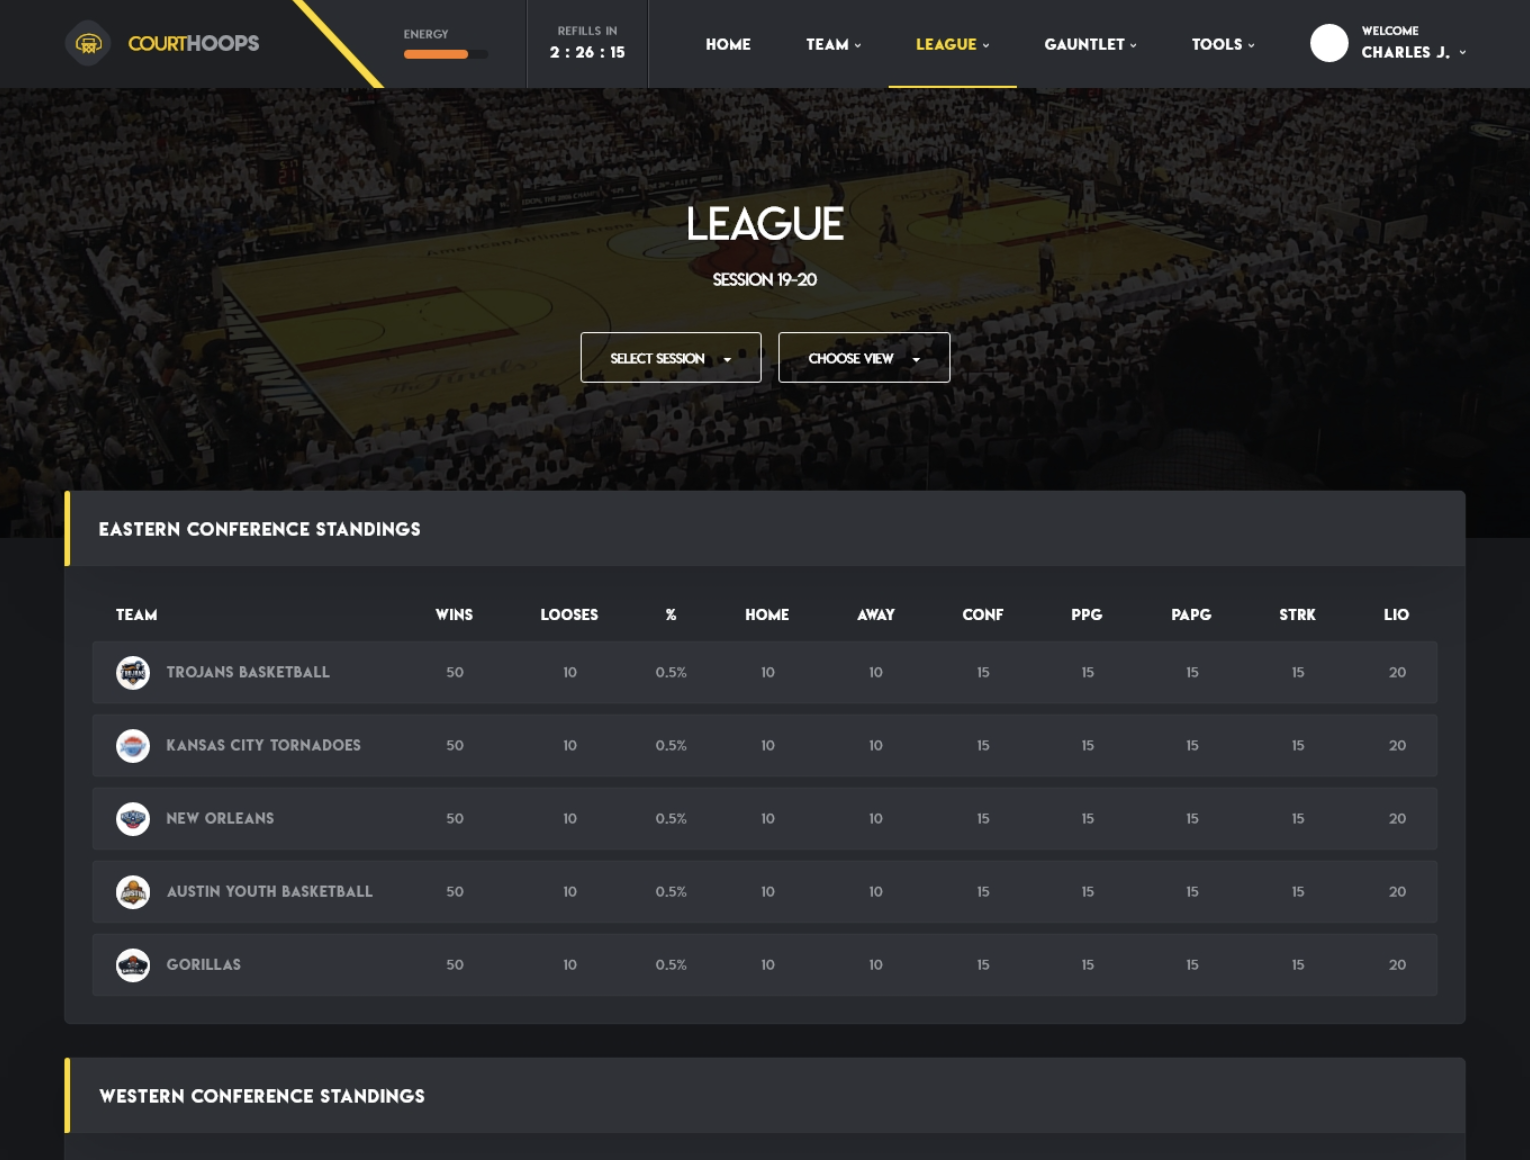 COURTHOOPS
ENERGY
REFILLS IN
2 : 26 : 15
HOME
TEAM
LEAGUE
GAUNTLET
TOOLS
WELCOME
CHARLES J.
AmericanAirlines Arena
AmericanAirlines
The Finals
LEAGUE
SESSION 19-20
SELECT SESSION
CHOOSE VIEW
EASTERN CONFERENCE STANDINGS
TEAM WINS LOOSES % HOME AWAY CONF PPG PAPG STRK LIO
TROJANS BASKETBALL 50 10 0.5% 10 10 15 15 15 15 20
KANSAS CITY TORNADOES 50 10 0.5% 10 10 15 15 15 15 20
NEW ORLEANS 50 10 0.5% 10 10 15 15 15 15 20
AUSTIN YOUTH BASKETBALL 50 10 0.5% 10 10 15 15 15 15 20
GORILLAS 50 10 0.5% 10 10 15 15 15 15 20
WESTERN CONFERENCE STANDINGS